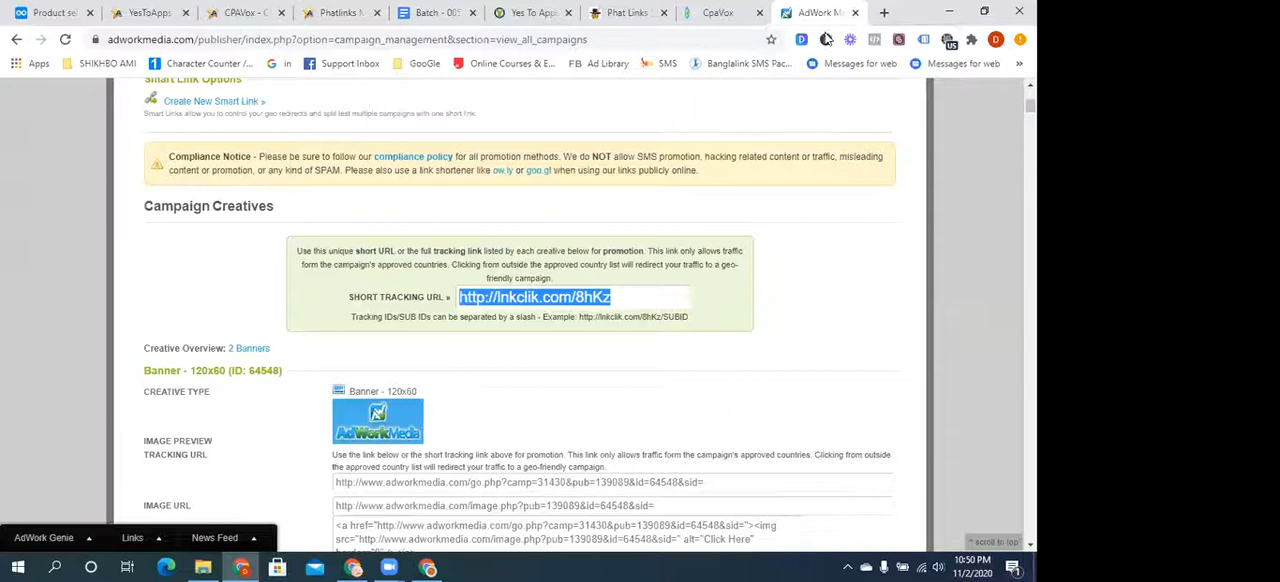 Product sel
YesToApps
CPAVox - C
Phatlinks M
Batch - 005
Yes To App
Phat Links
CpaVox
AdWork Me
adworkmedia.com/publisher/index.php?option=campaign_management&section=view_all_campaigns
US
D
Apps
SHIKHBO AMI
Character Counter /...
in
Support Inbox
GooGle
Online Courses & E...
FB Ad Library
SMS
Banglalink SMS Pac...
Messages for web
Messages for web
»
Smart Link Options
Create New Smart Link »
Smart Links allow you to control your geo redirects and split test multiple campaigns with one short link.
Compliance Notice - Please be sure to follow our compliance policy for all promotion methods. We do NOT allow SMS promotion, hacking related content or traffic, misleading
content or promotion, or any kind of SPAM. Please also use a link shortener like ow.ly or goo.gl when using our links publicly online.
Campaign Creatives
Use this unique short URL or the full tracking link listed by each creative below for promotion. This link only allows traffic
form the campaign's approved countries. Clicking from outside the approved country list will redirect your traffic to a geo-
friendly campaign.
SHORT TRACKING URL » http://lnkclik.com/8hKz
Tracking IDs/SUB IDs can be separated by a slash - Example: http://lnkclik.com/8hKz/SUBID
Creative Overview: 2 Banners
Banner - 120x60 (ID: 64548)
CREATIVE TYPE
Banner - 120x60
AdWorkMedia
IMAGE PREVIEW
TRACKING URL
Use the link below or the short tracking link above for promotion. This link only allows traffic form the campaign's approved countries. Clicking from outside
the approved country list will redirect your traffic to a geo-friendly campaign.
http://www.adworkmedia.com/go.php?camp=31430&pub=139089&id=64548&sid=
IMAGE URL
http://www.adworkmedia.com/image.php?pub=139089&id=64548&sid=
<a href="http://www.adworkmedia.com/go.php?camp=31430&pub=139089&id=64548&sid="><img
src="http://www.adworkmedia.com/image.php?pub=139089&id=64548&sid=" alt="Click Here"
AdWork Genie
Links
News Feed
^ scroll to top
10:50 PM
11/2/2020
1